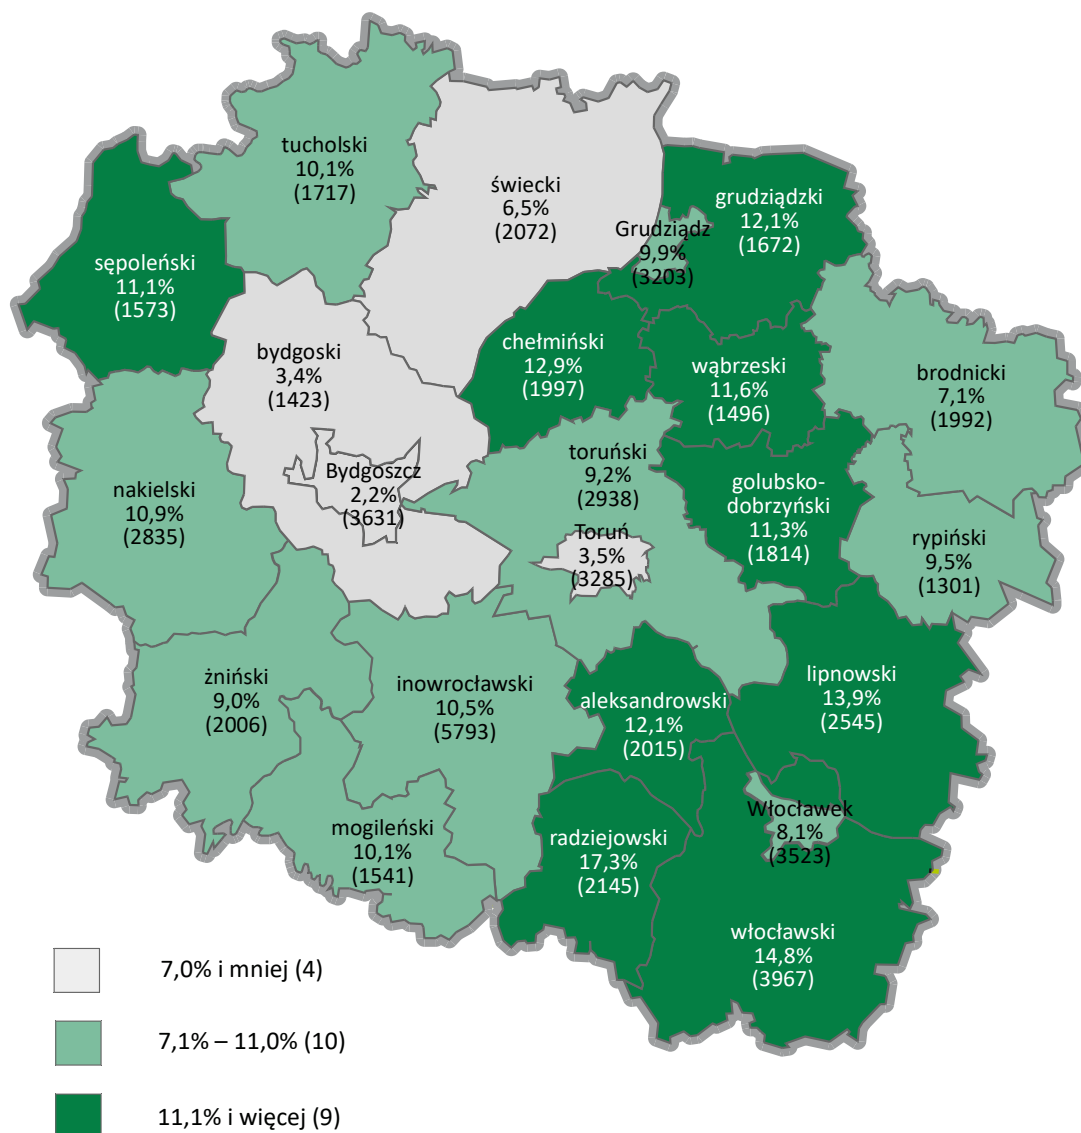 tucholski
10,1%
(1717)
świecki
6,5%
(2072)
grudziądzki
12,1%
(1672)
Grudziądz
9,9%
(3203)
sępoleński
11,1%
(1573)
bydgoski
3,4%
(1423)
chełmiński
12,9%
(1997)
wąbrzeski
11,6%
(1496)
brodnicki
7,1%
(1992)
nakielski
10,9%
(2835)
Bydgoszcz
2,2%
(3631)
toruński
9,2%
(2938)
golubsko-
dobrzyński
11,3%
(1814)
rypiński
9,5%
(1301)
Toruń
3,5%
(3285)
żniński
9,0%
(2006)
inowrocławski
10,5%
(5793)
aleksandrowski
12,1%
(2015)
lipnowski
13,9%
(2545)
mogileński
10,1%
(1541)
radziejowski
17,3%
(2145)
Włocławek
8,1%
(3523)
włocławski
14,8%
(3967)
7,0% i mniej (4)
7,1% – 11,0% (10)
11,1% i więcej (9)